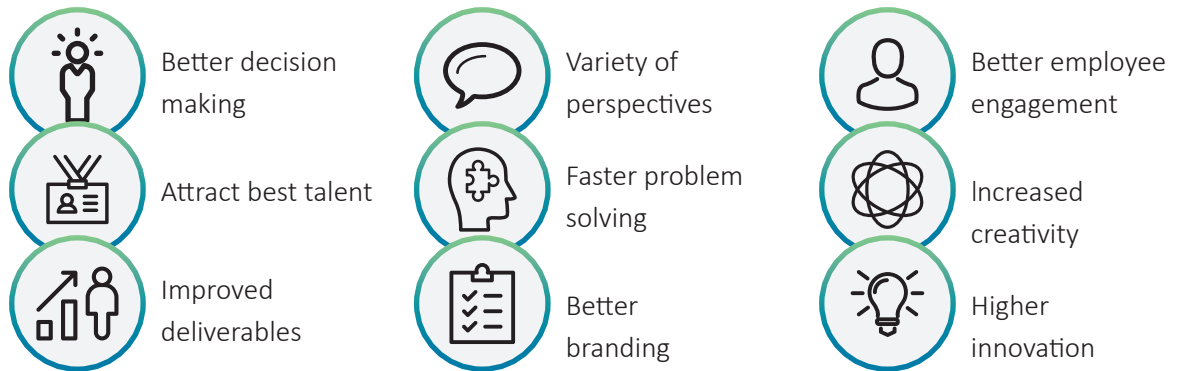 Better decision
making
Variety of
perspectives
Better employee
engagement
Attract best talent
Faster problem
solving
Increased
creativity
Improved
deliverables
Better
branding
Higher
innovation